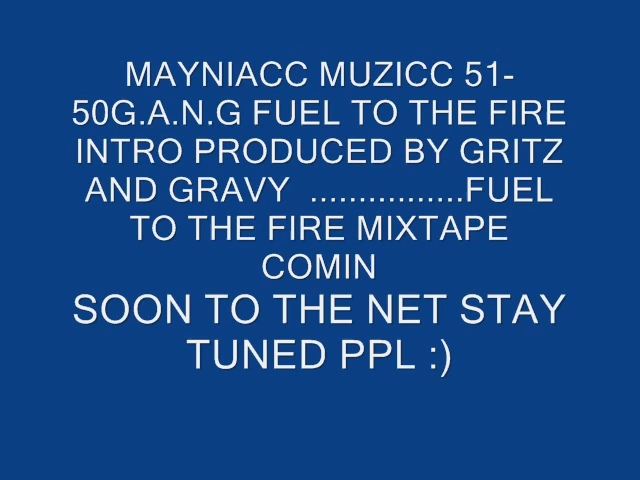 MAYNIACC MUZICC 51-
50G.A.N.G FUEL TO THE FIRE
INTRO PRODUCED BY GRITZ
AND GRAVY ................FUEL
TO THE FIRE MIXTAPE
COMIN
SOON TO THE NET STAY
TUNED PPL :)